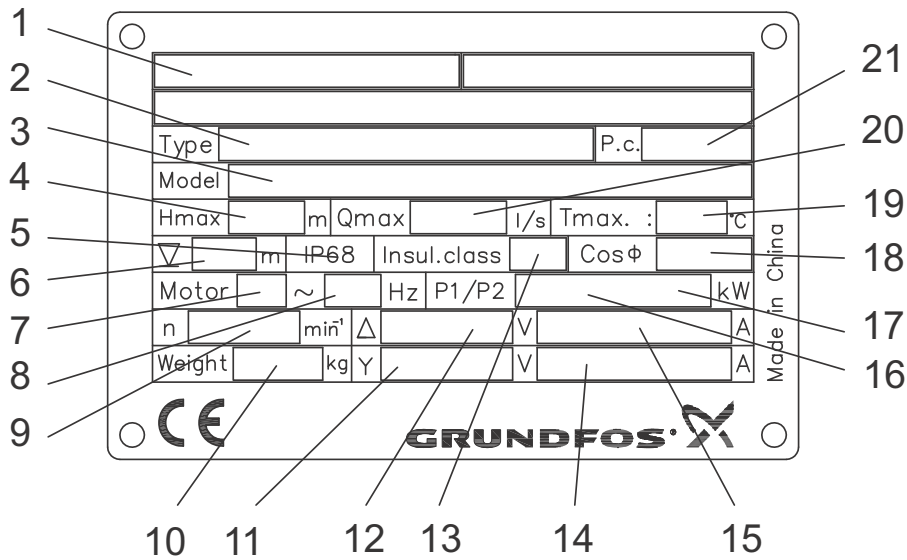 1
2
3
4
5
6
7
8
9
10
11
12
13
14
15
16
17
18
19
20
21
Type P.c.
Model
Hmax m Qmax l/s Tmax. : °C
▽ m IP68 Insul.class CosΦ
Motor ~ Hz P1/P2 kW
n min⁻¹ △ V A
Weight kg Y V A
Made in China
CE
GRUNDFOS